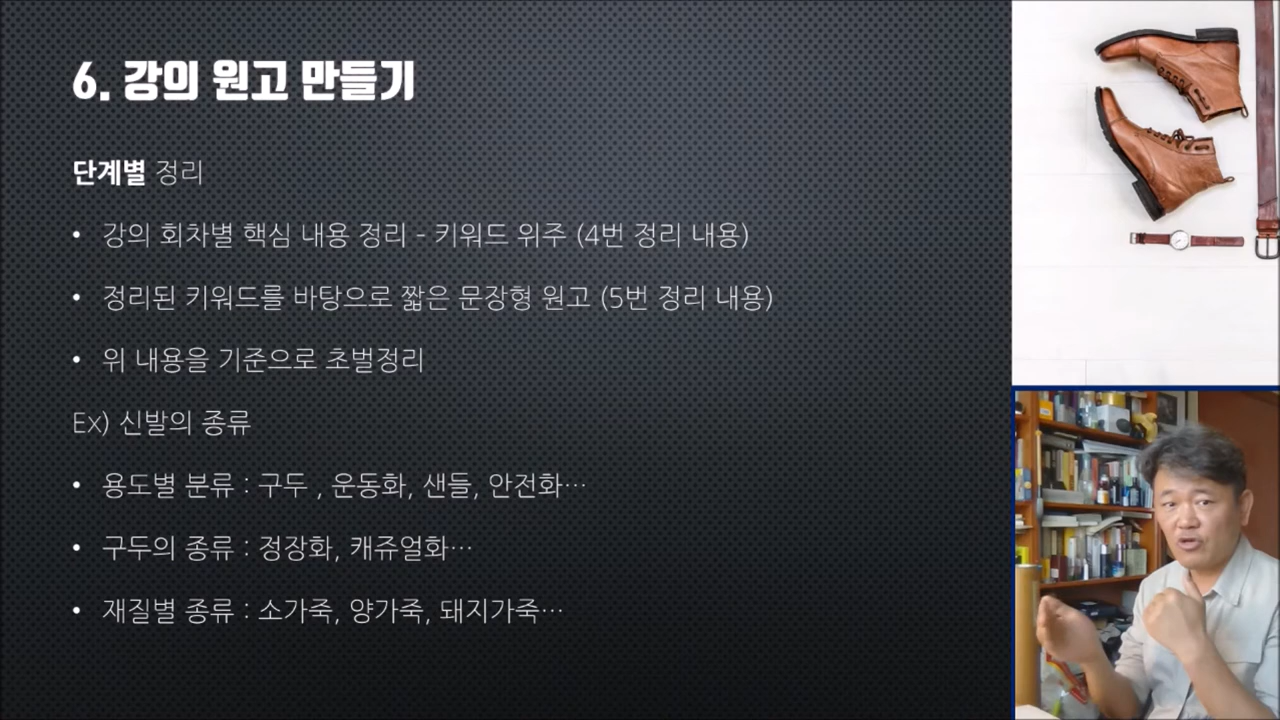 6. 강의 원고 만들기
단계별 정리
• 강의 회차별 핵심 내용 정리 - 키워드 위주 (4번 정리 내용)
• 정리된 키워드를 바탕으로 짧은 문장형 원고 (5번 정리 내용)
• 위 내용을 기준으로 초벌정리
Ex) 신발의 종류
• 용도별 분류 : 구두 , 운동화, 샌들, 안전화…
• 구두의 종류 : 정장화, 캐쥬얼화…
• 재질별 종류 : 소가죽, 양가죽, 돼지가죽…